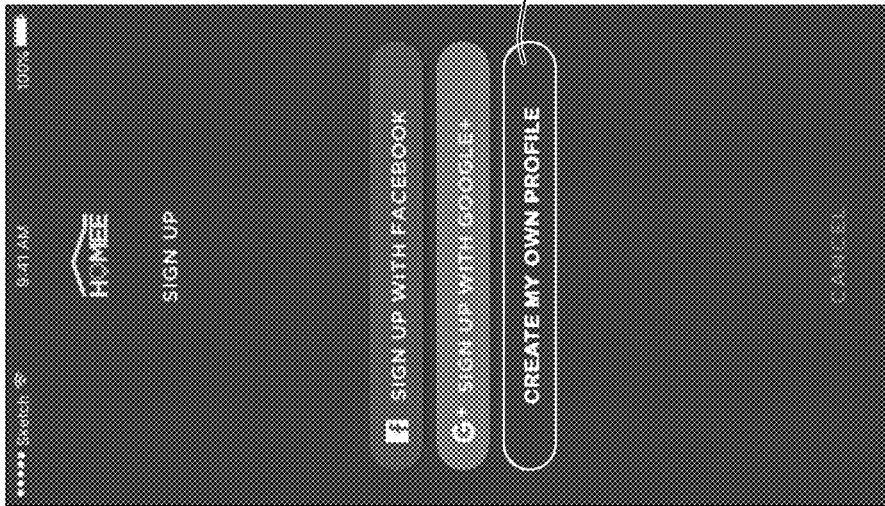 Sketch 9:41 AM 100%
HOMEE
SIGN UP
f SIGN UP WITH FACEBOOK
G+ SIGN UP WITH GOOGLE+
CREATE MY OWN PROFILE
CANCEL